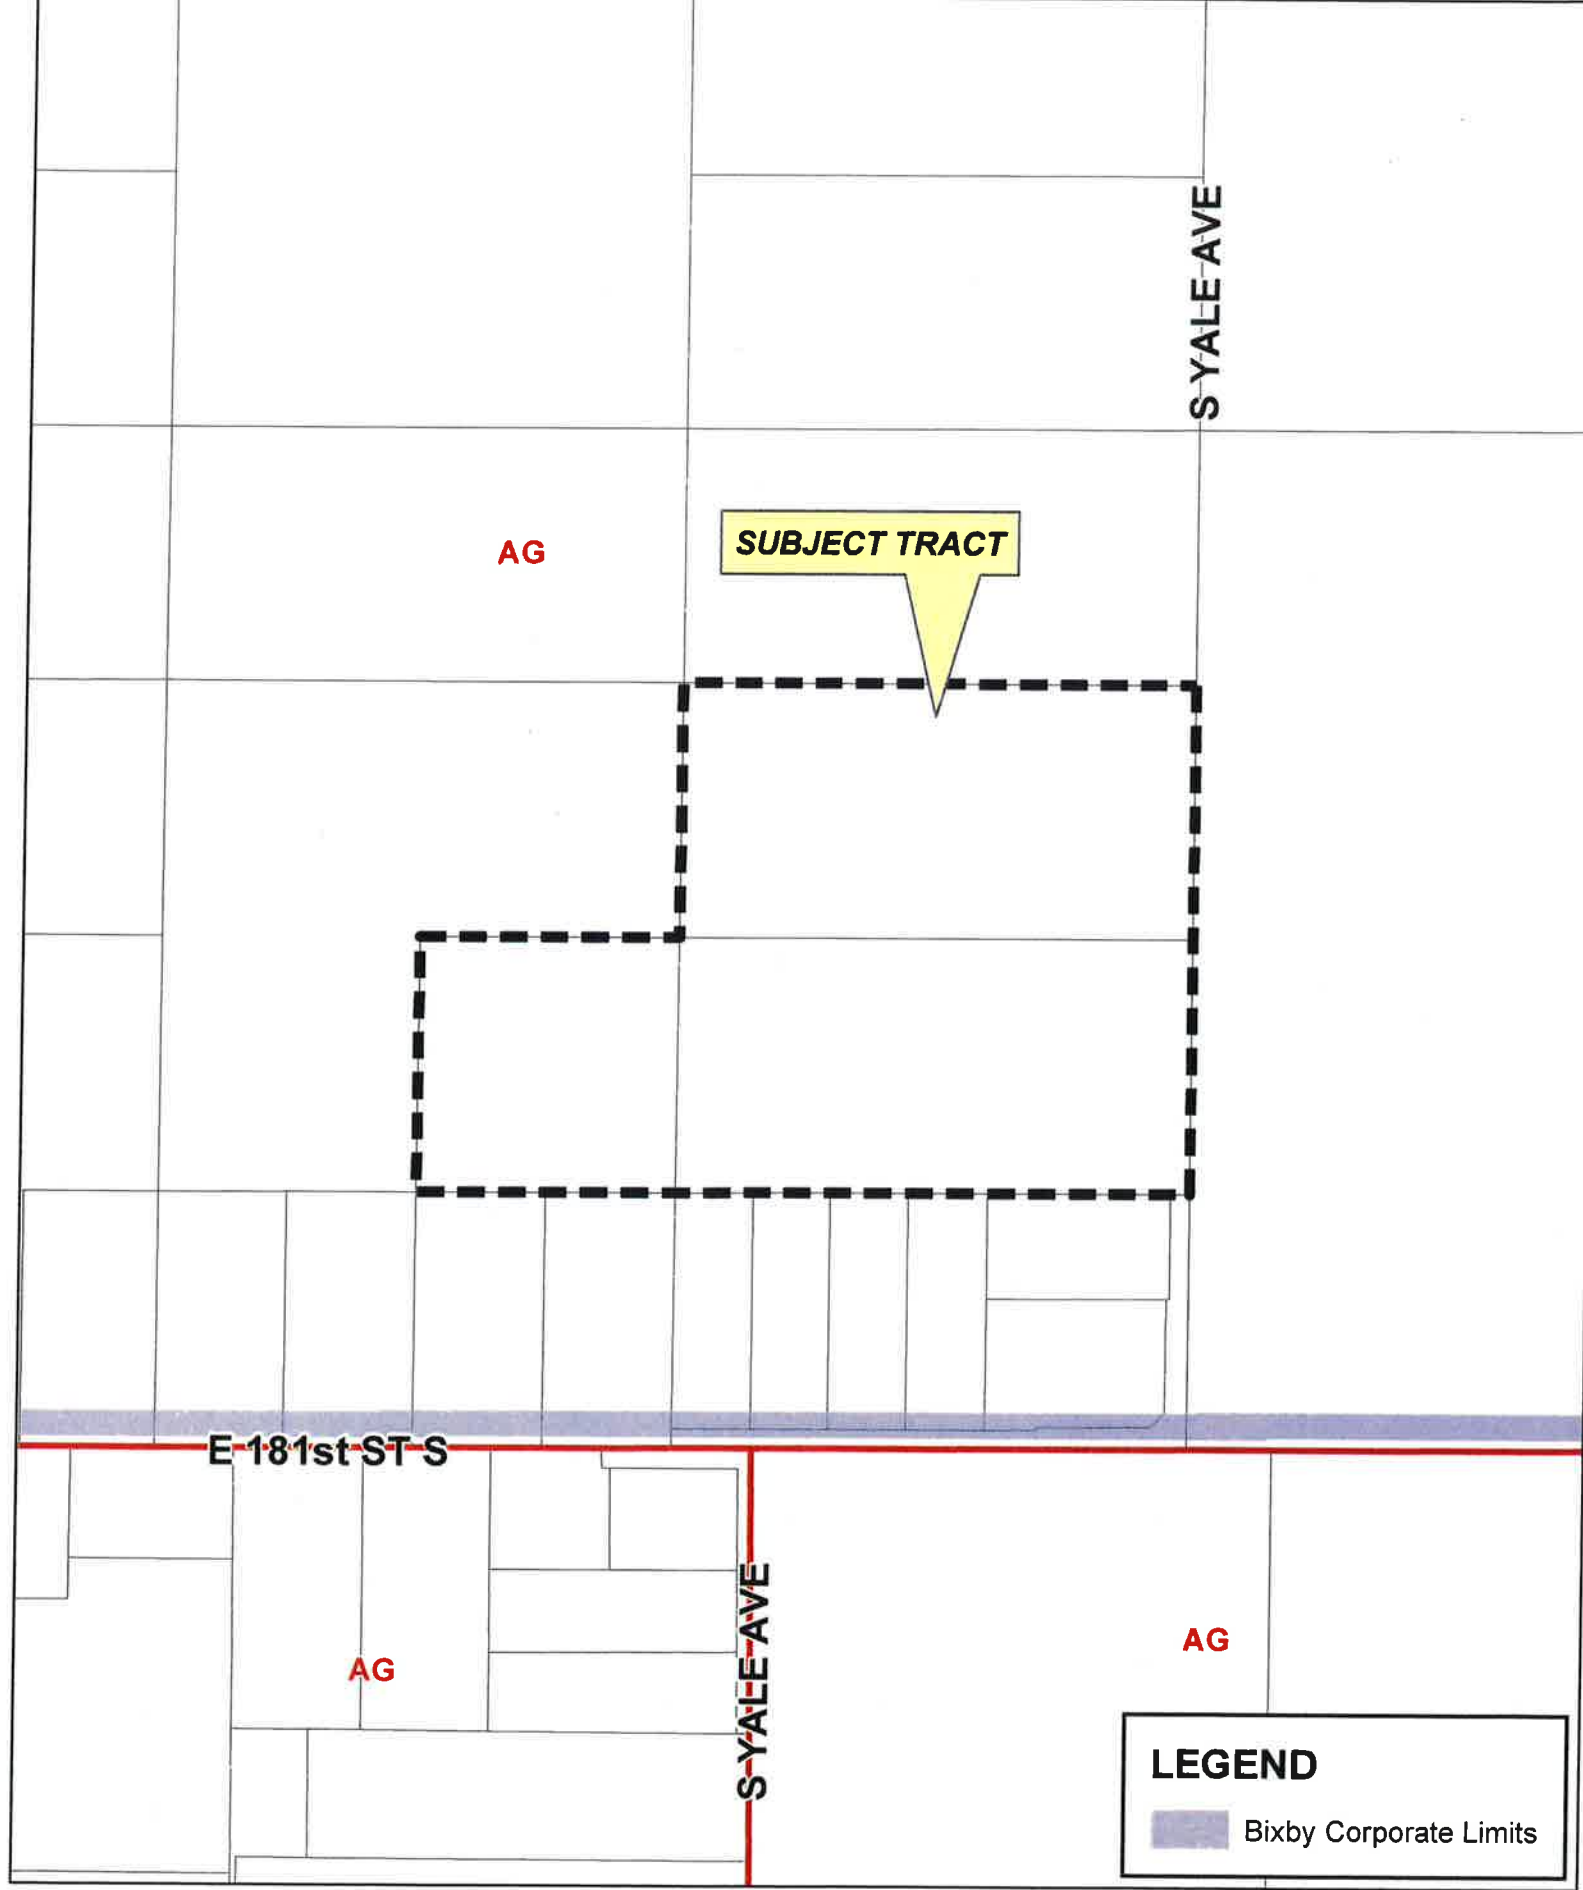 S YALE AVE
AG
SUBJECT TRACT
E 181st ST S
S YALE AVE
AG
AG
LEGEND
Bixby Corporate Limits